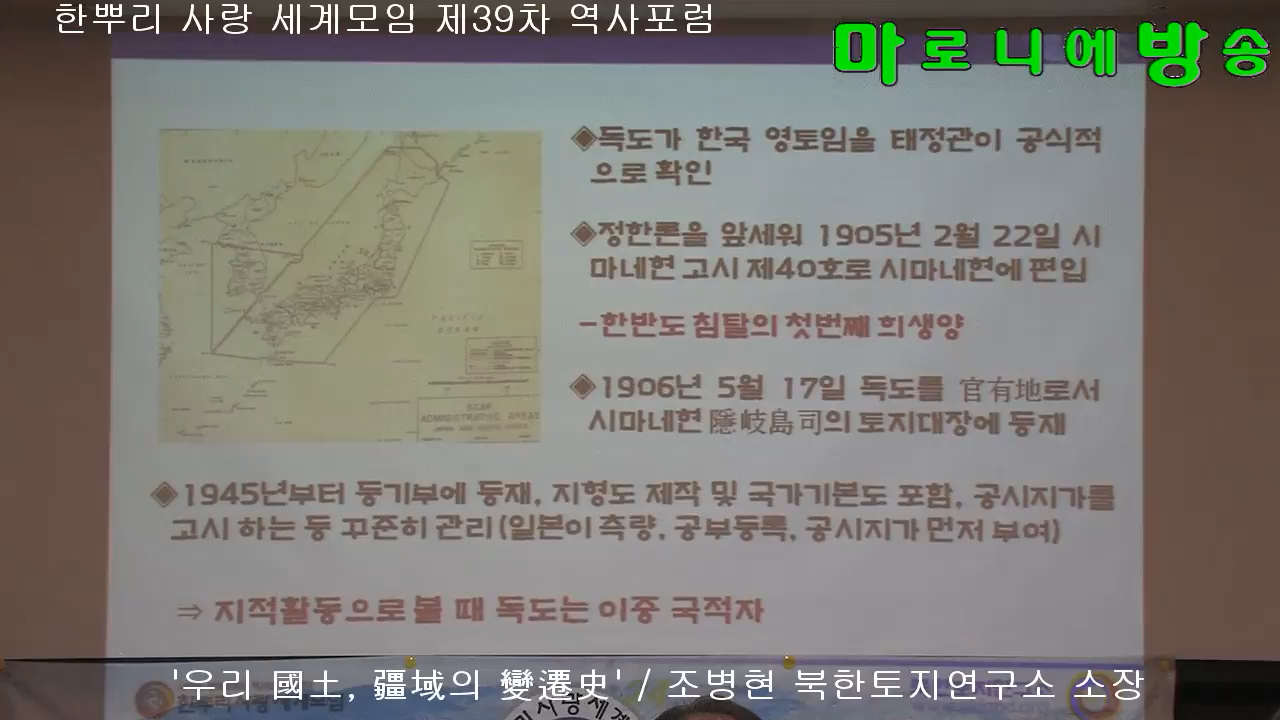 한뿌리 사랑 세계모임 제39차 역사포럼
마로니에방송
◈독도가 한국 영토임을 태정관이 공식적
으로 확인
◈정한론을 앞세워 1905년 2월 22일 시
마네현 고시 제40호로 시마네현에 편입
-한반도 침탈의 첫번째 희생양
◈1906년 5월 17일 독도를 官有地로서
시마네현 隱岐島司의 토지대장에 등재
PACIFIC
OCEAN
SCAP
ADMINISTRATIVE AREAS
JAPAN AND SOUTH KOREA
◈1945년부터 등기부에 등재, 지형도 제작 및 국가기본도 포함, 공시지가를
고시 하는 등 꾸준히 관리(일본이 측량, 공부등록, 공시지가 먼저 부여)
⇒ 지적활동으로 볼 때 독도는 이중 국적자
'우리 國土, 疆域의 變遷史' / 조병현 북한토지연구소 소장